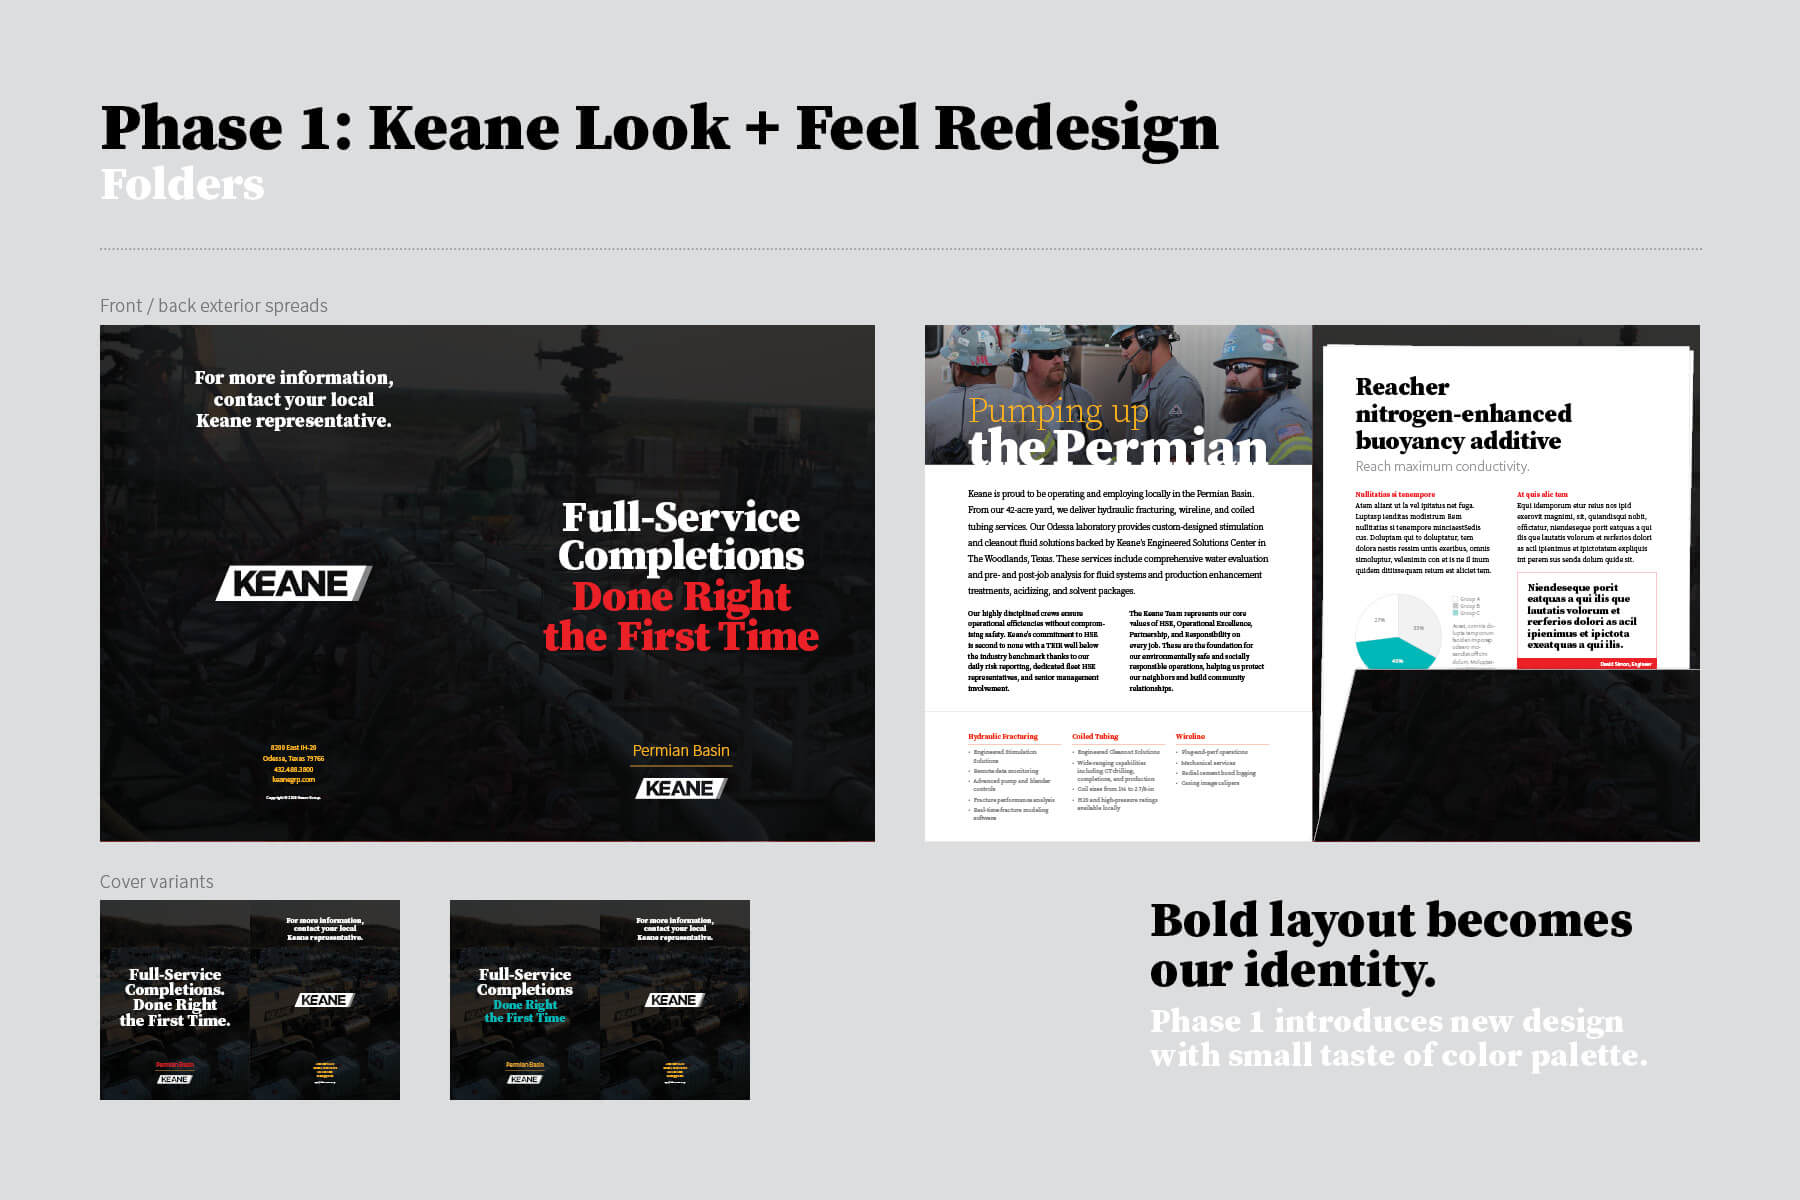 Phase 1: Keane Look + Feel Redesign
Folders
Front / back exterior spreads
For more information,
contact your local
Keane representative.
KEANE
8200 East IH-20
Odessa, Texas 79766
432.488.3800
keanegrp.com
Full-Service
Completions
Done Right
the First Time
Permian Basin
KEANE
Pumping up
the Permian
Keane is proud to be operating and employing locally in the Permian Basin.
From our 42-acre yard, we deliver hydraulic fracturing, wireline, and coiled
tubing services. Our Odessa laboratory provides custom-designed stimulation
and cleanout fluid solutions backed by Keane's Engineered Solutions Center in
The Woodlands, Texas. These services include comprehensive water evaluation
and pre- and post-job analysis for fluid systems and production enhancement
treatments, acidizing, and solvent packages.
Our highly disciplined crews ensure
operational efficiencies without comprom-
ising safety. Keane's commitment to HSE
is second to none with a TRIR well below
the industry benchmark thanks to our
daily risk reporting, dedicated fleet HSE
representatives, and senior management
involvement.
The Keane Team represents our core
values of HSE, Operational Excellence,
Partnership, and Responsibility on
every job. These are the foundation for
our environmentally safe and socially
responsible operations, helping us protect
our neighbors and build community
relationships.
Hydraulic Fracturing
• Engineered Stimulation
Solutions
• Remote data monitoring
• Advanced pump and blender
controls
• Fracture performance analysis
• Real-time fracture modeling
software
Coiled Tubing
• Engineered Cleanout Solutions
• Wide-ranging capabilities
including CT drilling,
completions, and production
• Coil sizes from 1¼ to 2 7/8-in
• H2S and high-pressure ratings
available locally
Wireline
• Plug-and-perf operations
• Mechanical services
• Radial cement bond logging
• Casing image calipers
Reacher
nitrogen-enhanced
buoyancy additive
Reach maximum conductivity.
Nullitatius si tenempore
Atem aliant ut la vel ipitatus net fuga.
Luptasp ienditas modistrum Rem
nullitatius si tenempore minciaestSedis
cus. Doluptam qui to doluptatur, tem
dolora nestis ressim untis exeribus, omnis
simoluptur, velenimin con et is ne il inum
quidem ditiissequam reium est aliciet tem.
27%
33%
40%
Group A
Group B
Group C
At quis alic tem
Equi idemporum etur reius nos ipid
exerovit magnimi, sit, quiandisqui nobit,
officiatur, niendeseque porit eatquas a qui
ilis que lautatis volorum et rerferios dolori
as acil ipienimus et ipictotatem expliquis
int perem sus senda dolum quide sit.
Niendeseque porit
eatquas a qui ilis que
lautatis volorum et
rerferios dolori as acil
ipienimus et ipictota
exeatquas a qui ilis.
David Simon, Engineer
Cover variants
Full-Service
Completions.
Done Right
the First Time.
Permian Basin
KEANE
For more information,
contact your local
Keane representative.
KEANE
Full-Service
Completions
Done Right
the First Time
Permian Basin
KEANE
For more information,
contact your local
Keane representative.
KEANE
Bold layout becomes
our identity.
Phase 1 introduces new design
with small taste of color palette.